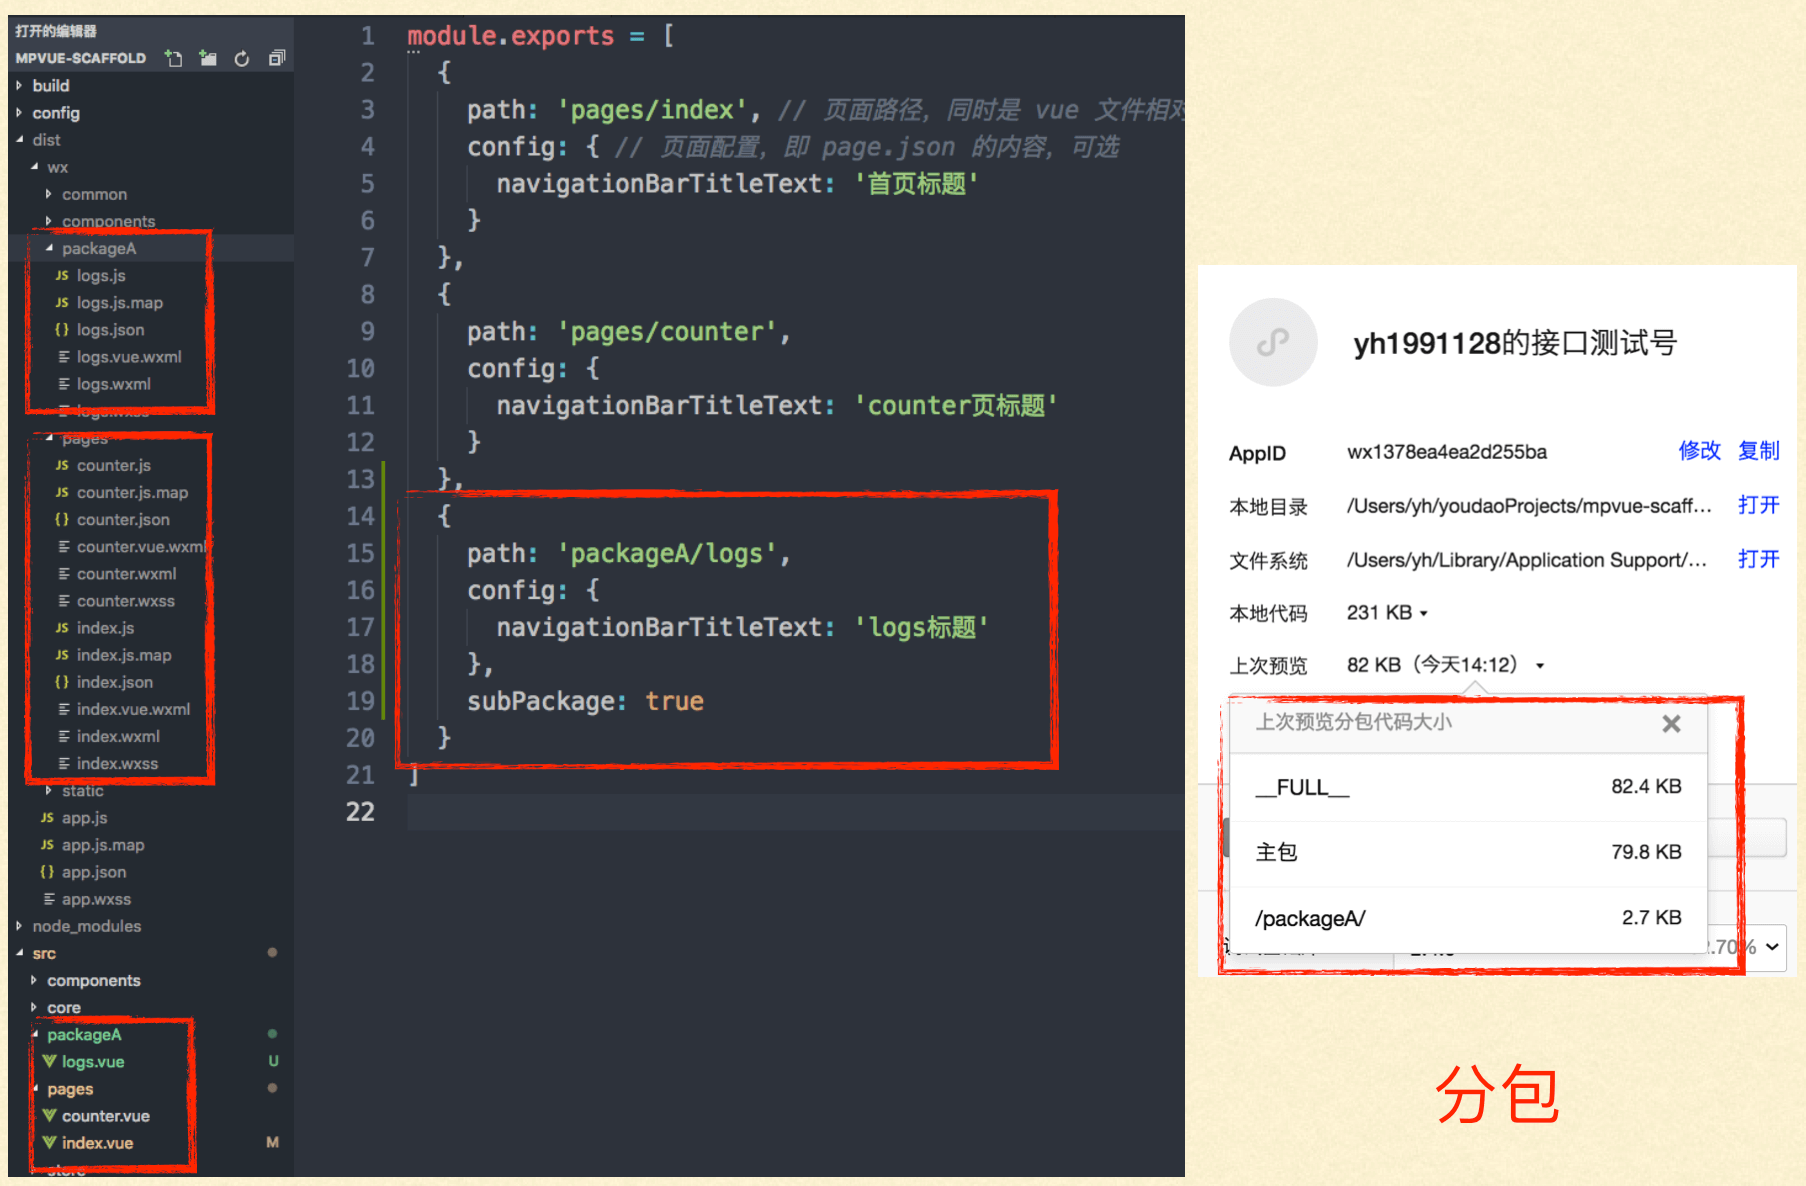 打开的编辑器
MPVUE-SCAFFOLD
build
config
dist
wx
common
components
packageA
JS logs.js
JS logs.js.map
{} logs.json
logs.vue.wxml
logs.wxml
logs.wxss
pages
JS counter.js
JS counter.js.map
{} counter.json
counter.vue.wxml
counter.wxml
counter.wxss
JS index.js
JS index.js.map
{} index.json
index.vue.wxml
index.wxml
index.wxss
static
JS app.js
JS app.js.map
{} app.json
app.wxss
node_modules
src
components
core
packageA
logs.vue U
pages
counter.vue
index.vue M
store
1 module.exports = [
2 {
3 path: 'pages/index', // 页面路径，同时是 vue 文件相对
4 config: { // 页面配置，即 page.json 的内容，可选
5 navigationBarTitleText: '首页标题'
6 }
7 },
8 {
9 path: 'pages/counter',
10 config: {
11 navigationBarTitleText: 'counter页标题'
12 }
13 },
14 {
15 path: 'packageA/logs',
16 config: {
17 navigationBarTitleText: 'logs标题'
18 },
19 subPackage: true
20 }
21 ]
22
yh1991128的接口测试号
AppID wx1378ea4ea2d255ba 修改 复制
本地目录 /Users/yh/youdaoProjects/mpvue-scaff... 打开
文件系统 /Users/yh/Library/Application Support/... 打开
本地代码 231 KB
上次预览 82 KB（今天14:12）
上次预览分包代码大小
__FULL__ 82.4 KB
主包 79.8 KB
/packageA/ 2.7 KB
.70%
分包